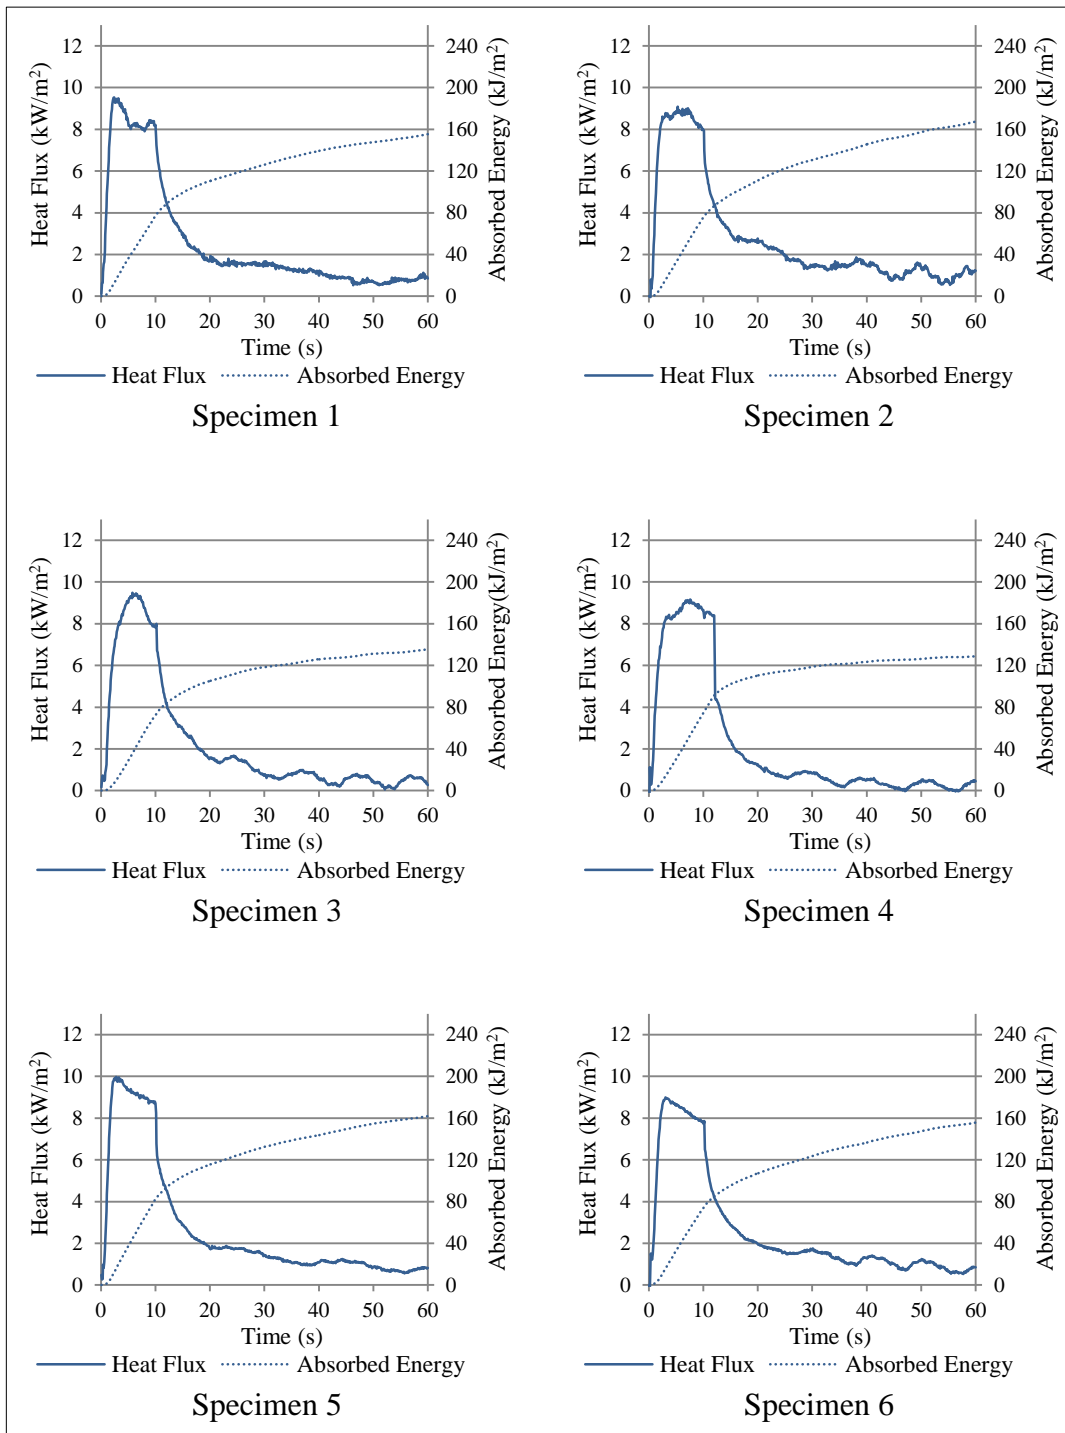 Heat Flux (kW/m²)
12
10
8
6
4
2
0
240
200
160
120
80
40
0
Absorbed Energy (kJ/m²)
0 10 20 30 40 50 60
Time (s)
Heat Flux Absorbed Energy
Specimen 1
Heat Flux (kW/m²)
12
10
8
6
4
2
0
240
200
160
120
80
40
0
Absorbed Energy (kJ/m²)
0 10 20 30 40 50 60
Time (s)
Heat Flux Absorbed Energy
Specimen 2
Heat Flux (kW/m²)
12
10
8
6
4
2
0
240
200
160
120
80
40
0
Absorbed Energy(kJ/m²)
0 10 20 30 40 50 60
Time (s)
Heat Flux Absorbed Energy
Specimen 3
Heat Flux (kW/m²)
12
10
8
6
4
2
0
240
200
160
120
80
40
0
Absorbed Energy (kJ/m²)
0 10 20 30 40 50 60
Time (s)
Heat Flux Absorbed Energy
Specimen 4
Heat Flux (kW/m²)
12
10
8
6
4
2
0
240
200
160
120
80
40
0
Absorbed Energy (kJ/m²)
0 10 20 30 40 50 60
Time (s)
Heat Flux Absorbed Energy
Specimen 5
Heat Flux (kW/m²)
12
10
8
6
4
2
0
240
200
160
120
80
40
0
Absorbed Energy (kJ/m²)
0 10 20 30 40 50 60
Time (s)
Heat Flux Absorbed Energy
Specimen 6